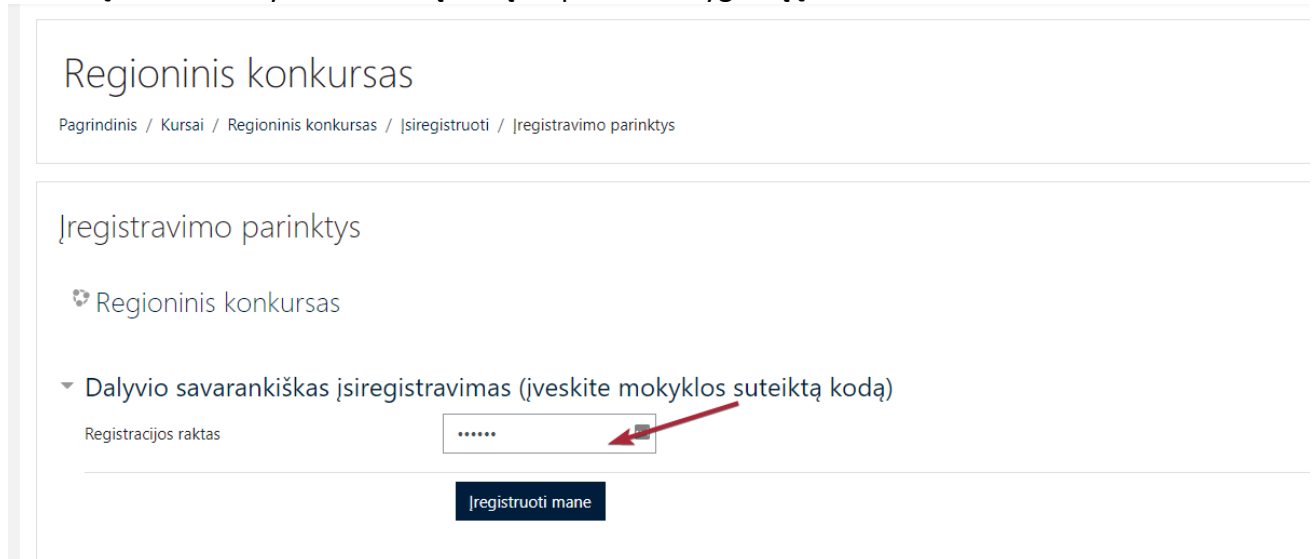 Regioninis konkursas
Pagrindinis / Kursai / Regioninis konkursas / Įsiregistruoti / Įregistravimo parinktys
Įregistravimo parinktys
Regioninis konkursas
Dalyvio savarankiškas įsiregistravimas (įveskite mokyklos suteiktą kodą)
Registracijos raktas ••••••
Įregistruoti mane